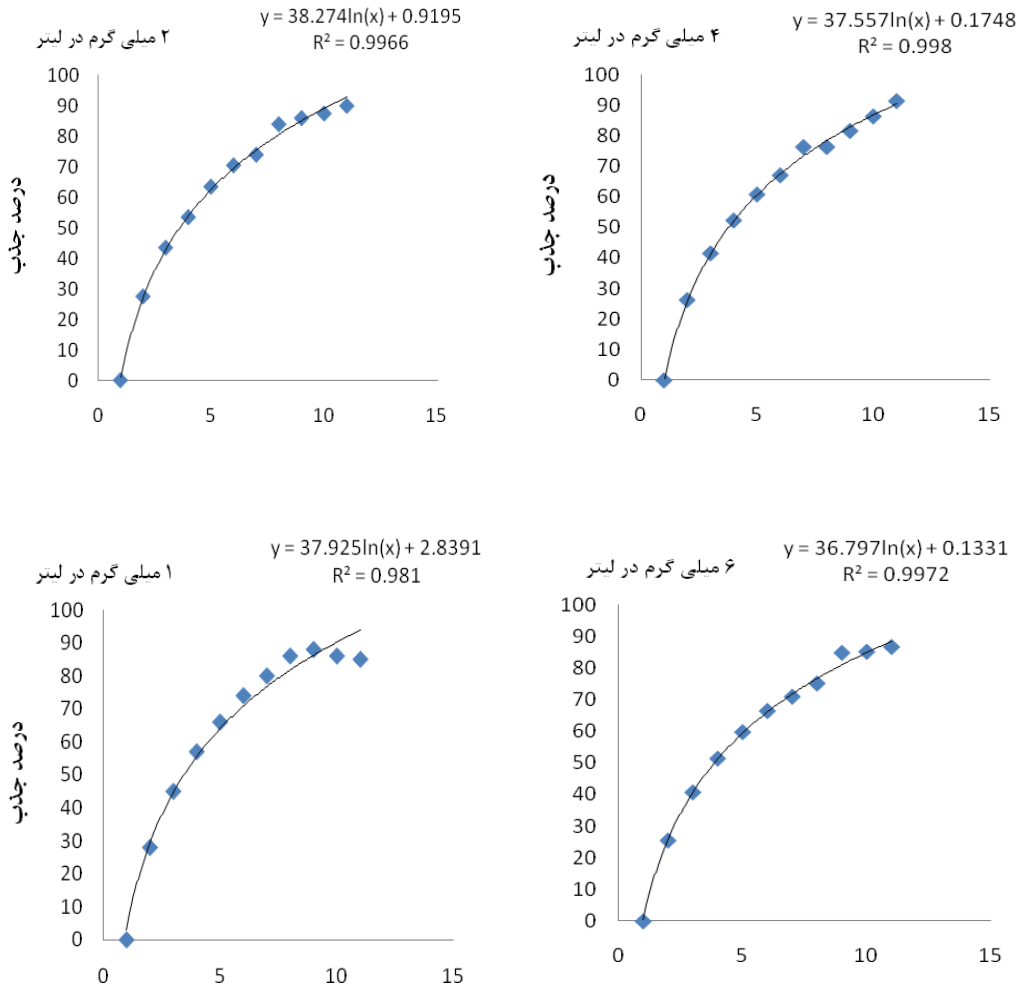 y = 38.274ln(x) + 0.9195
R² = 0.9966
۲ میلی گرم در لیتر
100
90
80
70
60
50
40
30
20
10
0
0 5 10 15
درصد جذب
y = 37.557ln(x) + 0.1748
R² = 0.998
۴ میلی گرم در لیتر
100
90
80
70
60
50
40
30
20
10
0
0 5 10 15
درصد جذب
y = 37.925ln(x) + 2.8391
R² = 0.981
۱ میلی گرم در لیتر
100
90
80
70
60
50
40
30
20
10
0
0 5 10 15
درصد جذب
y = 36.797ln(x) + 0.1331
R² = 0.9972
۶ میلی گرم در لیتر
100
90
80
70
60
50
40
30
20
10
0
0 5 10 15